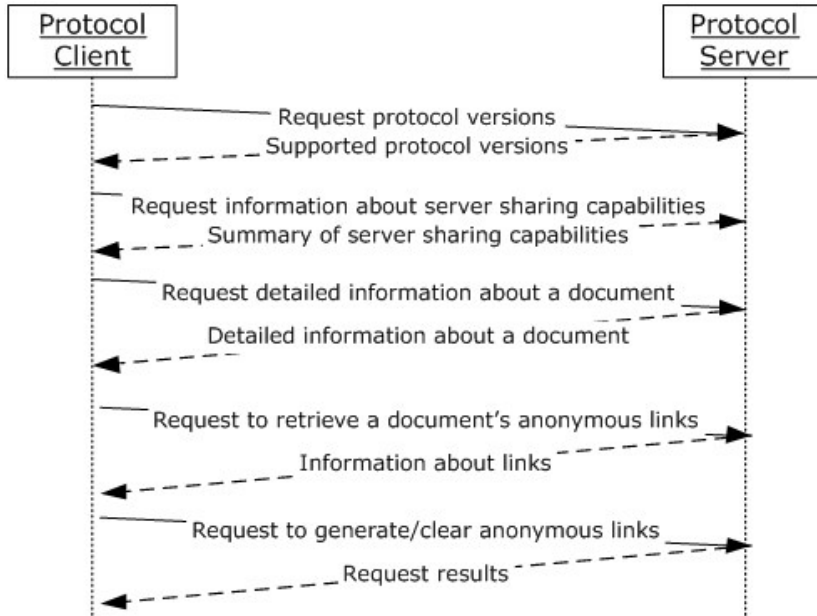 Protocol
Client
Protocol
Server
Request protocol versions
Supported protocol versions
Request information about server sharing capabilities
Summary of server sharing capabilities
Request detailed information about a document
Detailed information about a document
Request to retrieve a document's anonymous links
Information about links
Request to generate/clear anonymous links
Request results